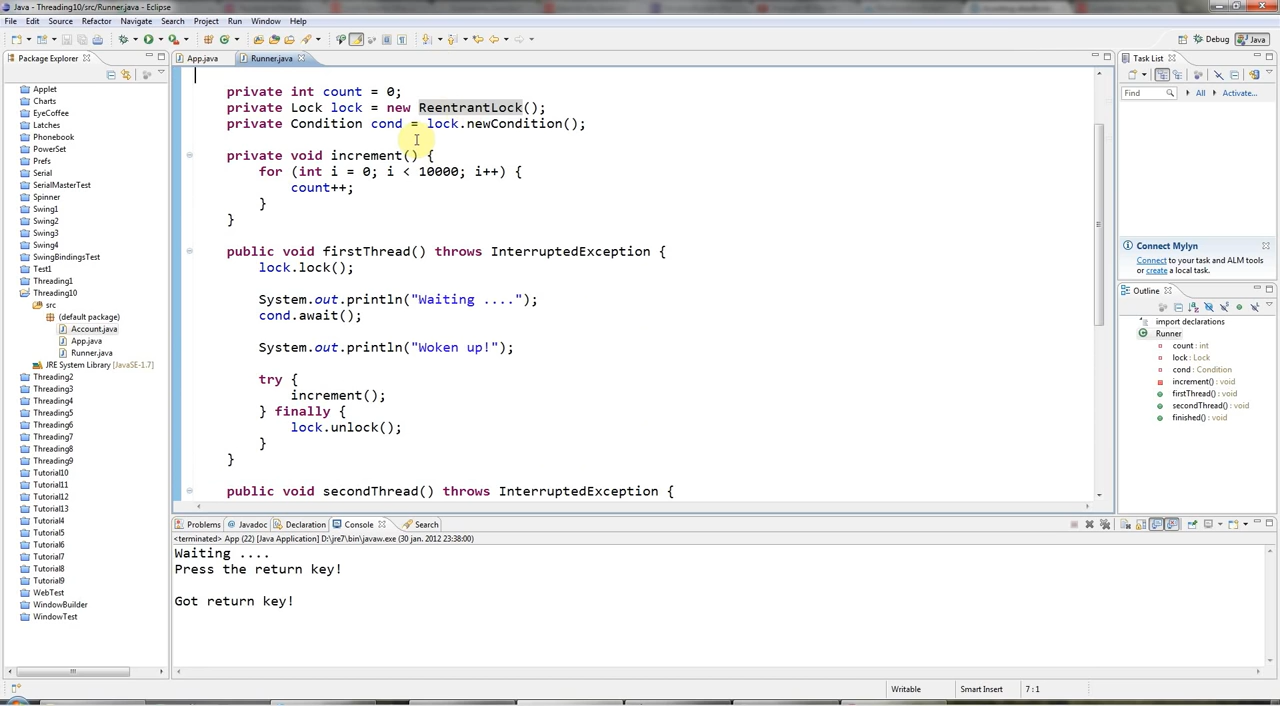 Java - Threading10/src/Runner.java - Eclipse
File Edit Source Refactor Navigate Search Project Run Window Help
Debug Java
Package Explorer
Applet
Charts
EyeCoffee
Latches
Phonebook
PowerSet
Prefs
Serial
SerialMasterTest
Spinner
Swing1
Swing2
Swing3
Swing4
SwingBindingsTest
Test1
Threading1
Threading10
src
(default package)
Account.java
App.java
Runner.java
JRE System Library [JavaSE-1.7]
Threading2
Threading3
Threading4
Threading5
Threading6
Threading7
Threading8
Threading9
Tutorial10
Tutorial11
Tutorial12
Tutorial13
Tutorial4
Tutorial5
Tutorial6
Tutorial7
Tutorial8
Tutorial9
WebTest
WindowBuilder
WindowTest
App.java Runner.java
private int count = 0;
private Lock lock = new ReentrantLock();
private Condition cond = lock.newCondition();
private void increment() {
for (int i = 0; i < 10000; i++) {
count++;
}
}
public void firstThread() throws InterruptedException {
lock.lock();
System.out.println("Waiting ....");
cond.await();
System.out.println("Woken up!");
try {
increment();
} finally {
lock.unlock();
}
}
public void secondThread() throws InterruptedException {
Task List
Find All Activate...
Connect Mylyn
Connect to your task and ALM tools
or create a local task.
Outline
import declarations
Runner
count : int
lock : Lock
cond : Condition
increment() : void
firstThread() : void
secondThread() : void
finished() : void
Problems Javadoc Declaration Console Search
<terminated> App (22) [Java Application] D:\jre7\bin\javaw.exe (30 jan. 2012 23:38:00)
Waiting ....
Press the return key!
Got return key!
Writable Smart Insert 7 : 1